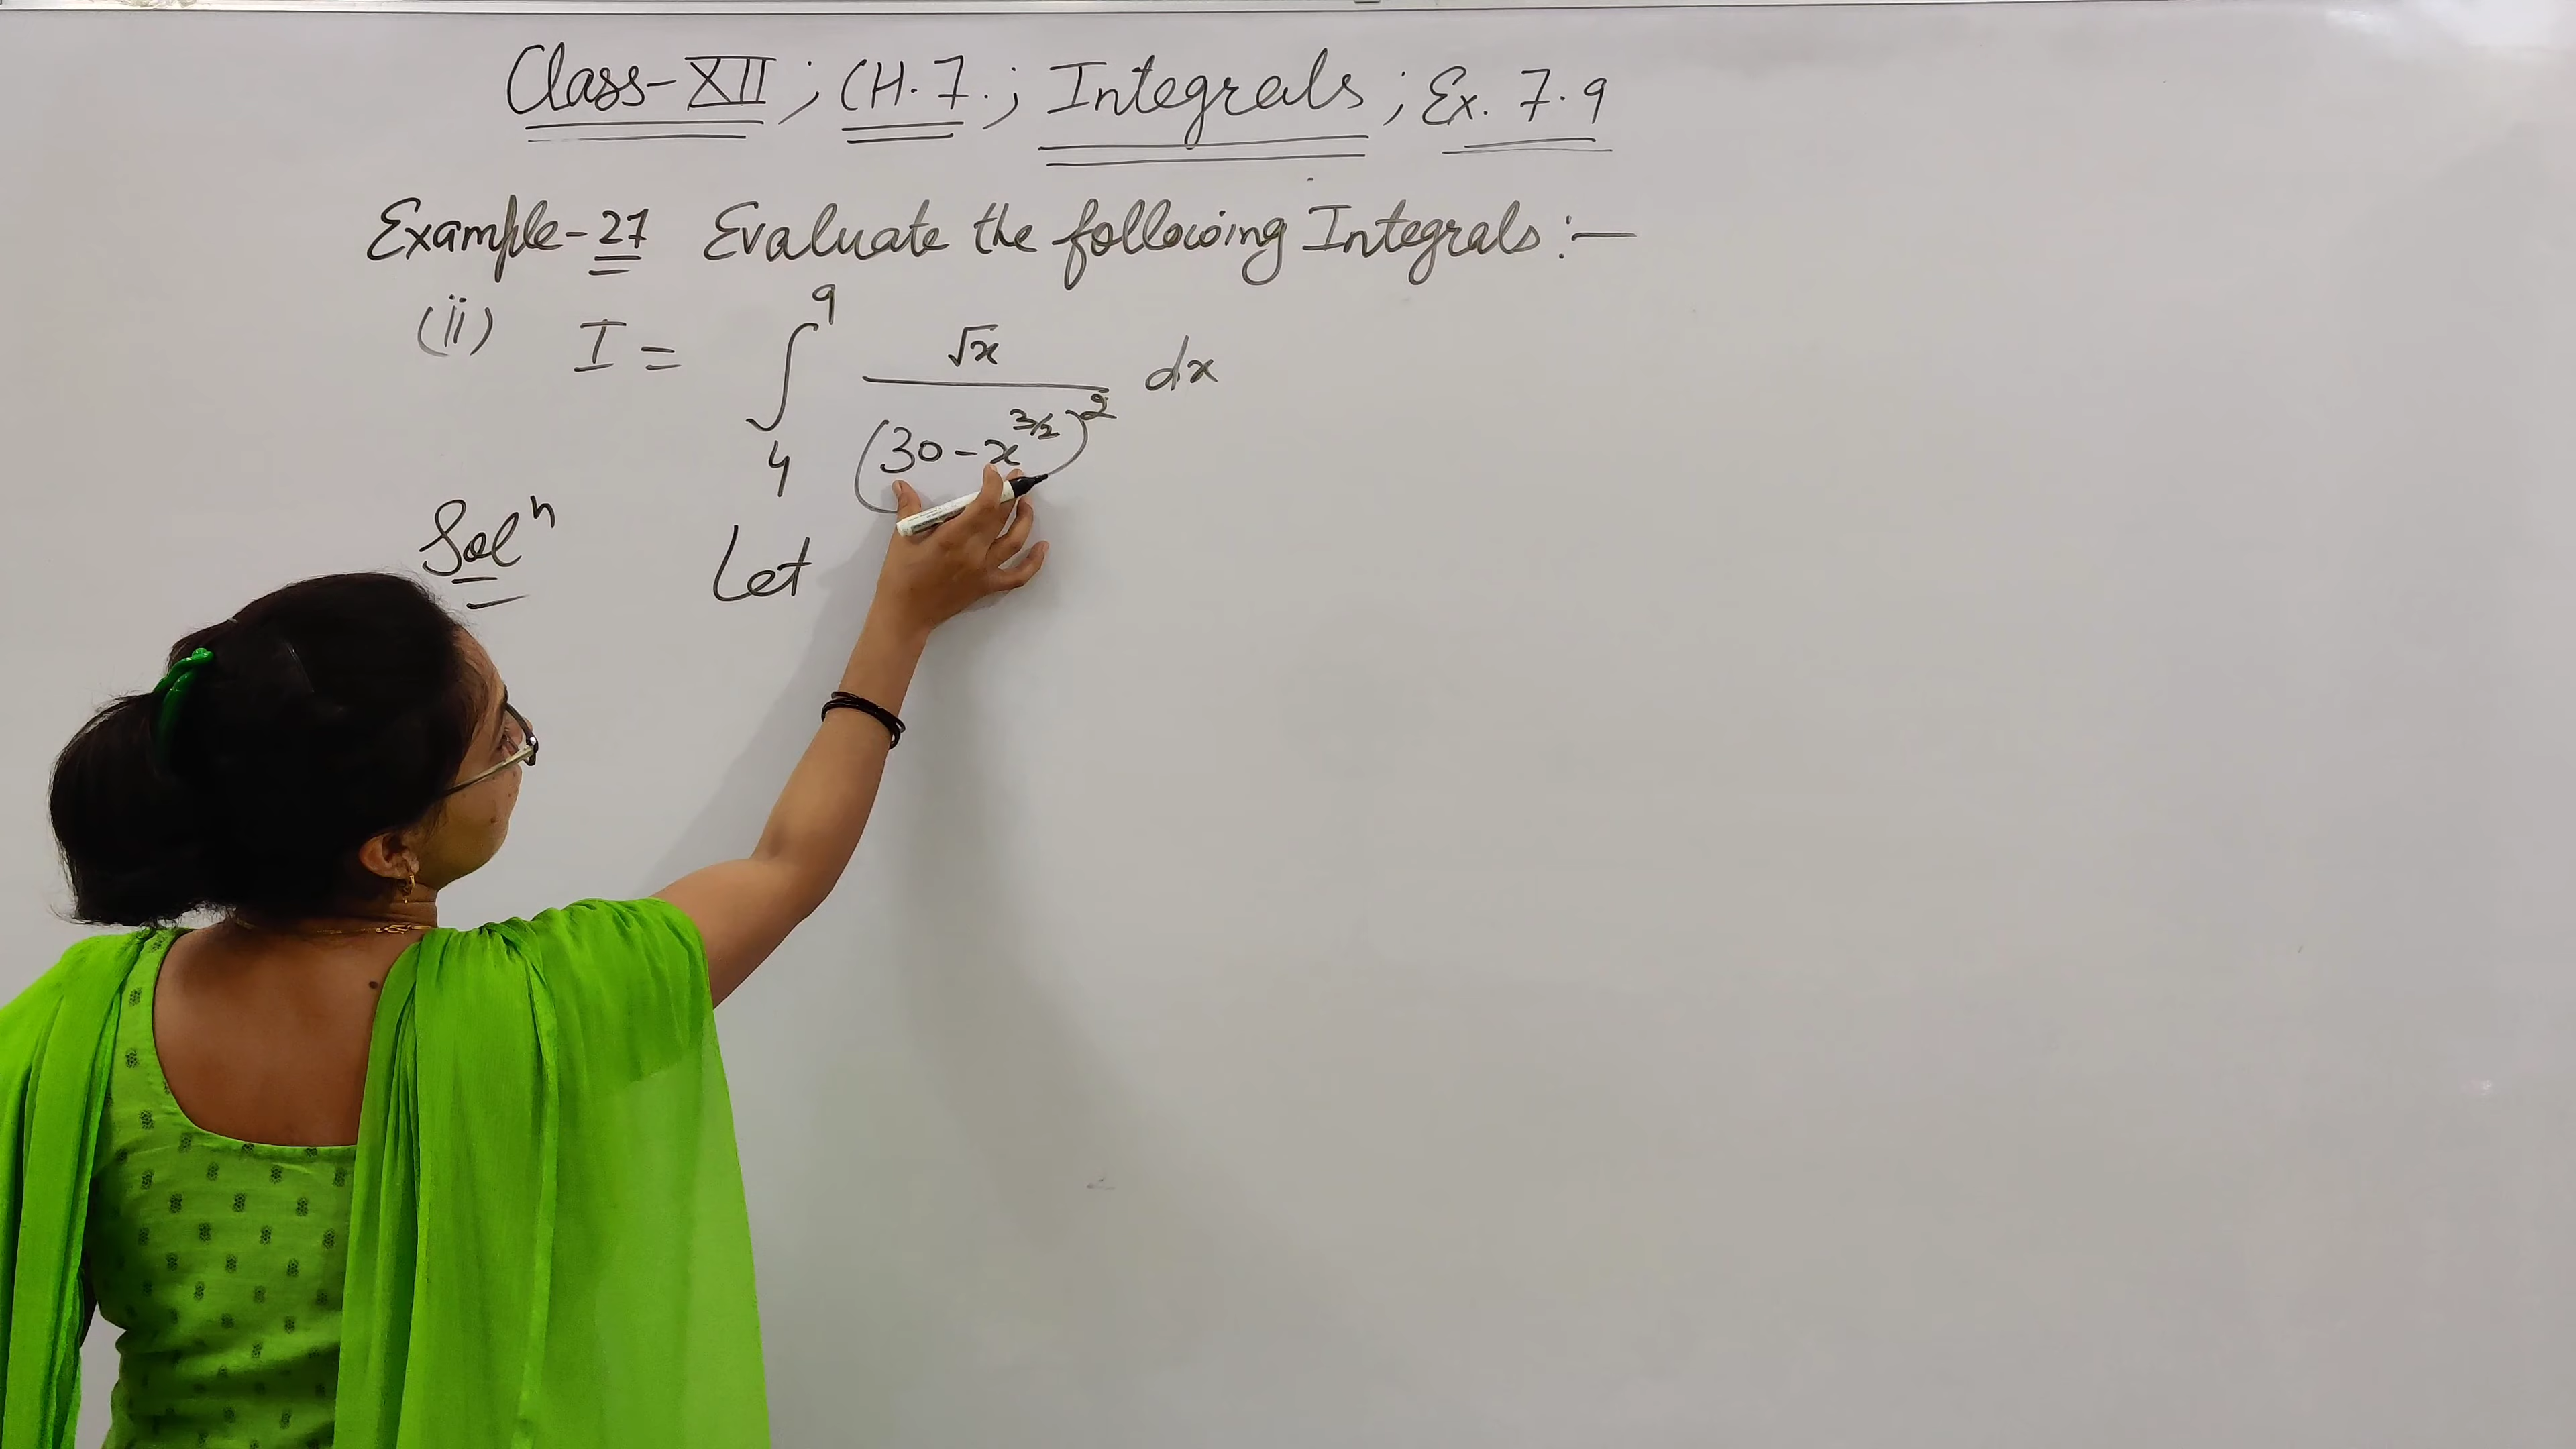 Class-XII ; CH.7. ; Integrals ; Ex. 7.9
Example-27 Evaluate the following Integrals :-
(ii) I = ∫₄⁹ √x / (30 - x^3/2)^2 dx
Solⁿ Let